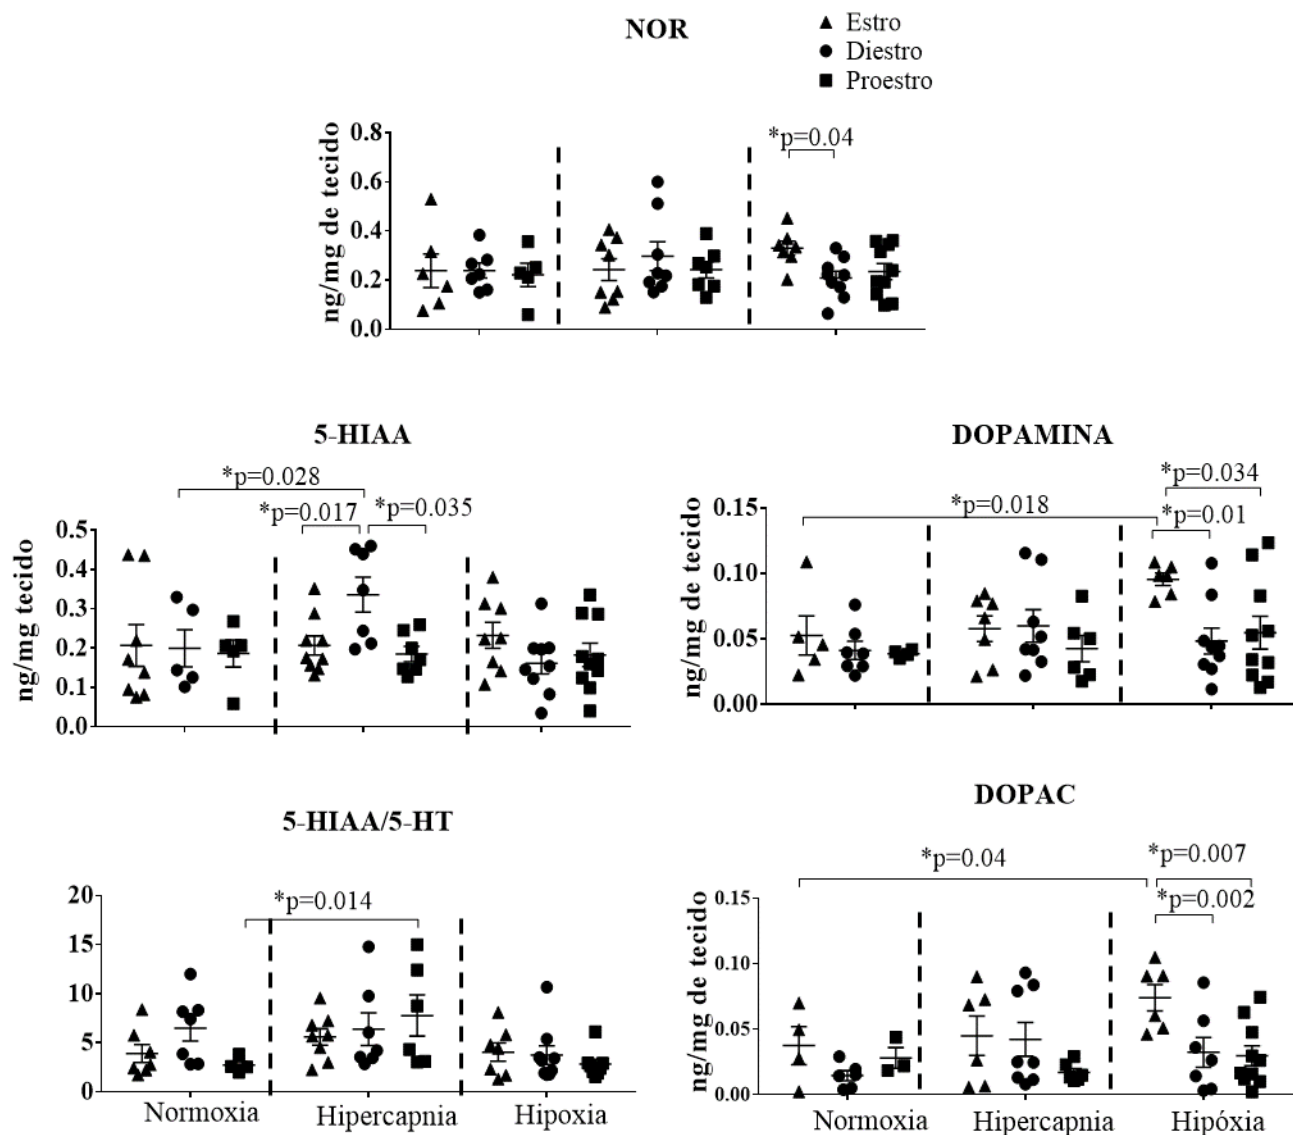 NOR
Estro
Diestro
Proestro
ng/mg de tecido
0.8
0.6
0.4
0.2
0.0
*p=0.04
5-HIAA
ng/mg tecido
0.5
0.4
0.3
0.2
0.1
0.0
*p=0.028
*p=0.017
*p=0.035
DOPAMINA
ng/mg de tecido
0.15
0.10
0.05
0.00
*p=0.018
*p=0.034
*p=0.01
5-HIAA/5-HT
20
15
10
5
0
*p=0.014
Normoxia
Hipercapnia
Hipoxia
DOPAC
ng/mg de tecido
0.15
0.10
0.05
0.00
*p=0.04
*p=0.007
*p=0.002
Normoxia
Hipercapnia
Hipóxia